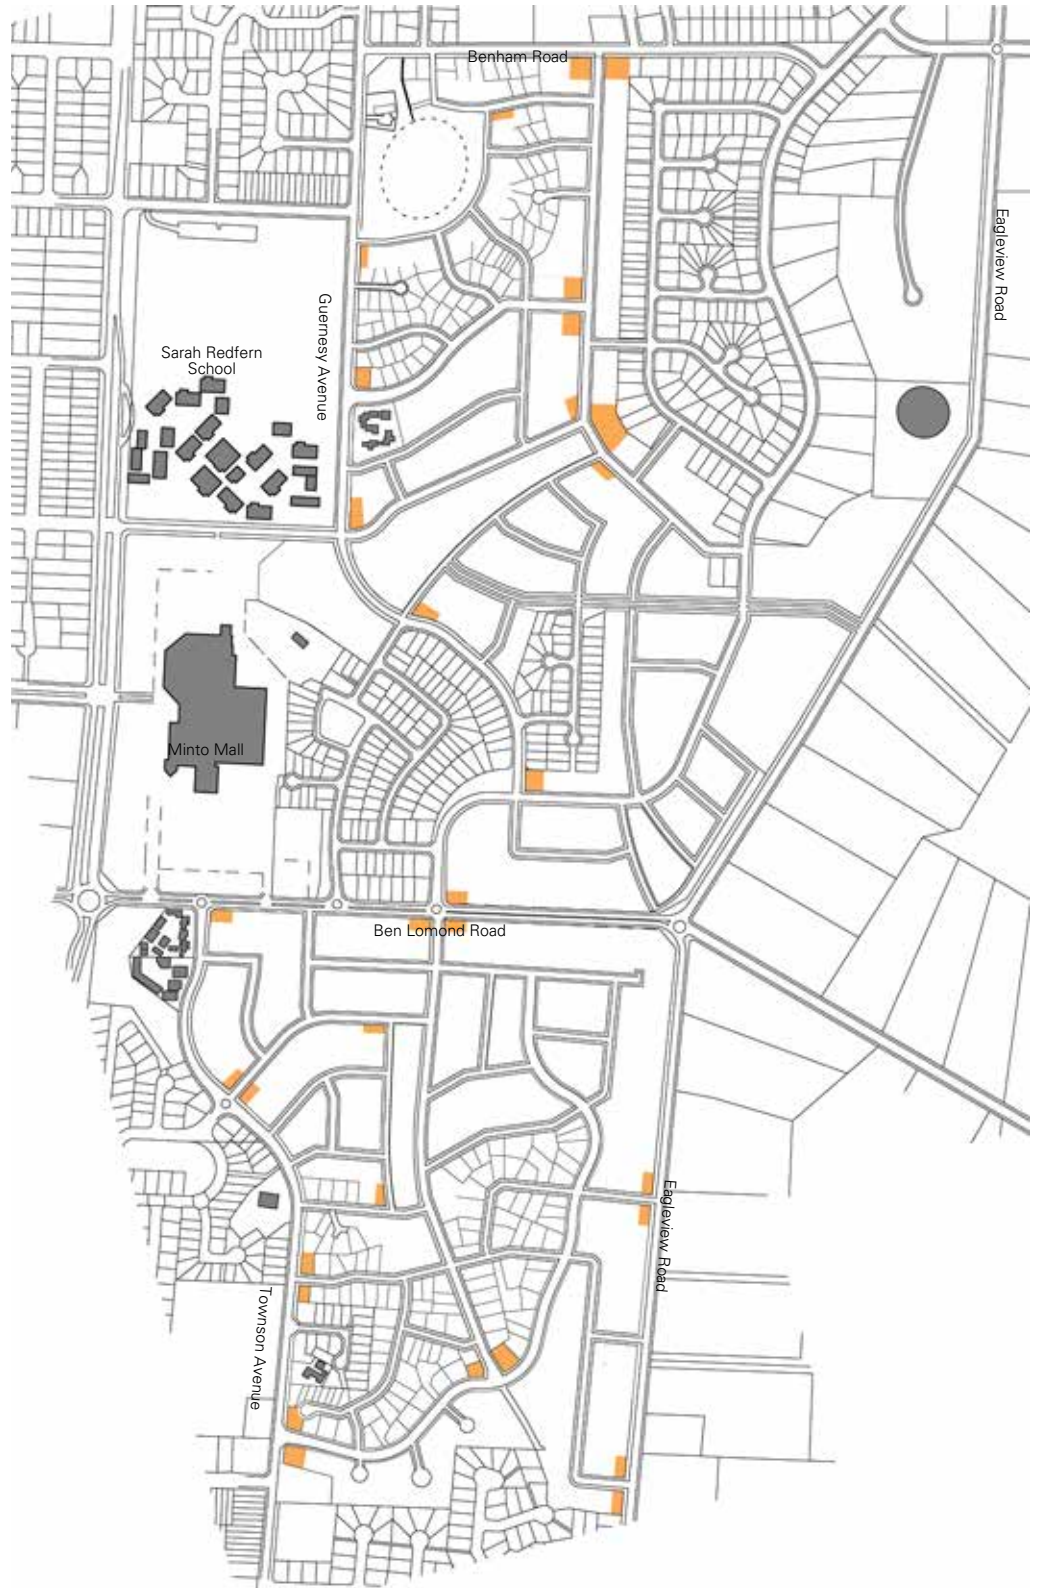 Benham Road
Eagleview Road
Guernesy Avenue
Sarah Redfern
School
Minto Mall
Ben Lomond Road
Eagleview Road
Townson Avenue